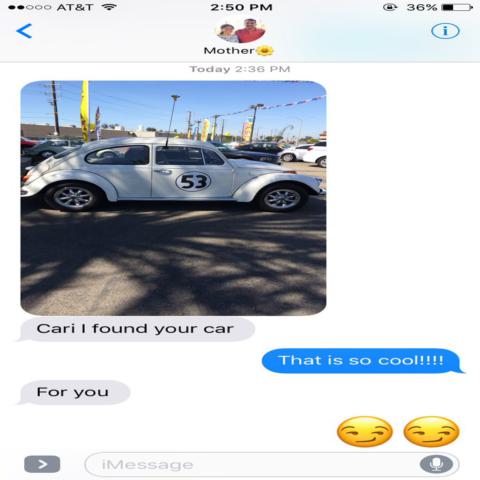 AT&T 2:50 PM 36%
Mother
Today 2:36 PM
53
Cari I found your car
That is so cool!!!!
For you
iMessage